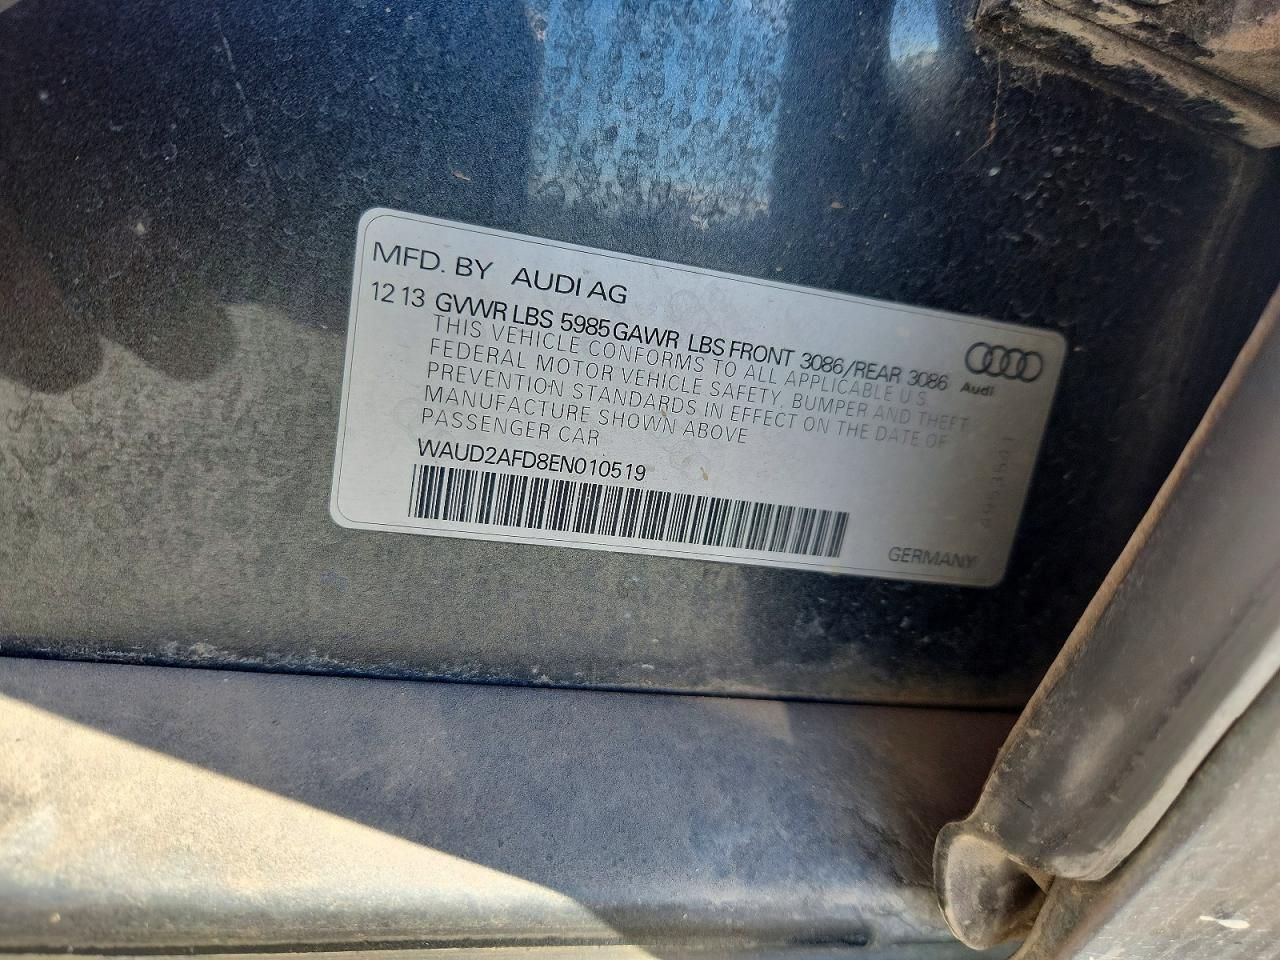 MFD. BY AUDI AG
12 13 GVWR LBS 5985 GAWR LBS FRONT 3086/REAR 3086
THIS VEHICLE CONFORMS TO ALL APPLICABLE U.S.
FEDERAL MOTOR VEHICLE SAFETY, BUMPER AND THEFT
PREVENTION STANDARDS IN EFFECT ON THE DATE OF
MANUFACTURE SHOWN ABOVE
PASSENGER CAR
WAUD2AFD8EN010519
Audi
GERMANY